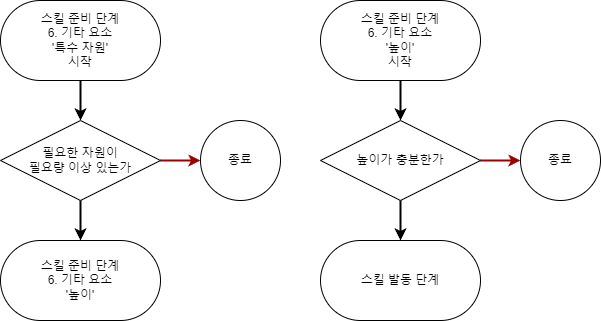 스킬 준비 단계
6. 기타 요소
'특수 자원'
시작
필요한 자원이
필요량 이상 있는가
종료
스킬 준비 단계
6. 기타 요소
'높이'
스킬 준비 단계
6. 기타 요소
'높이'
시작
높이가 충분한가
종료
스킬 발동 단계